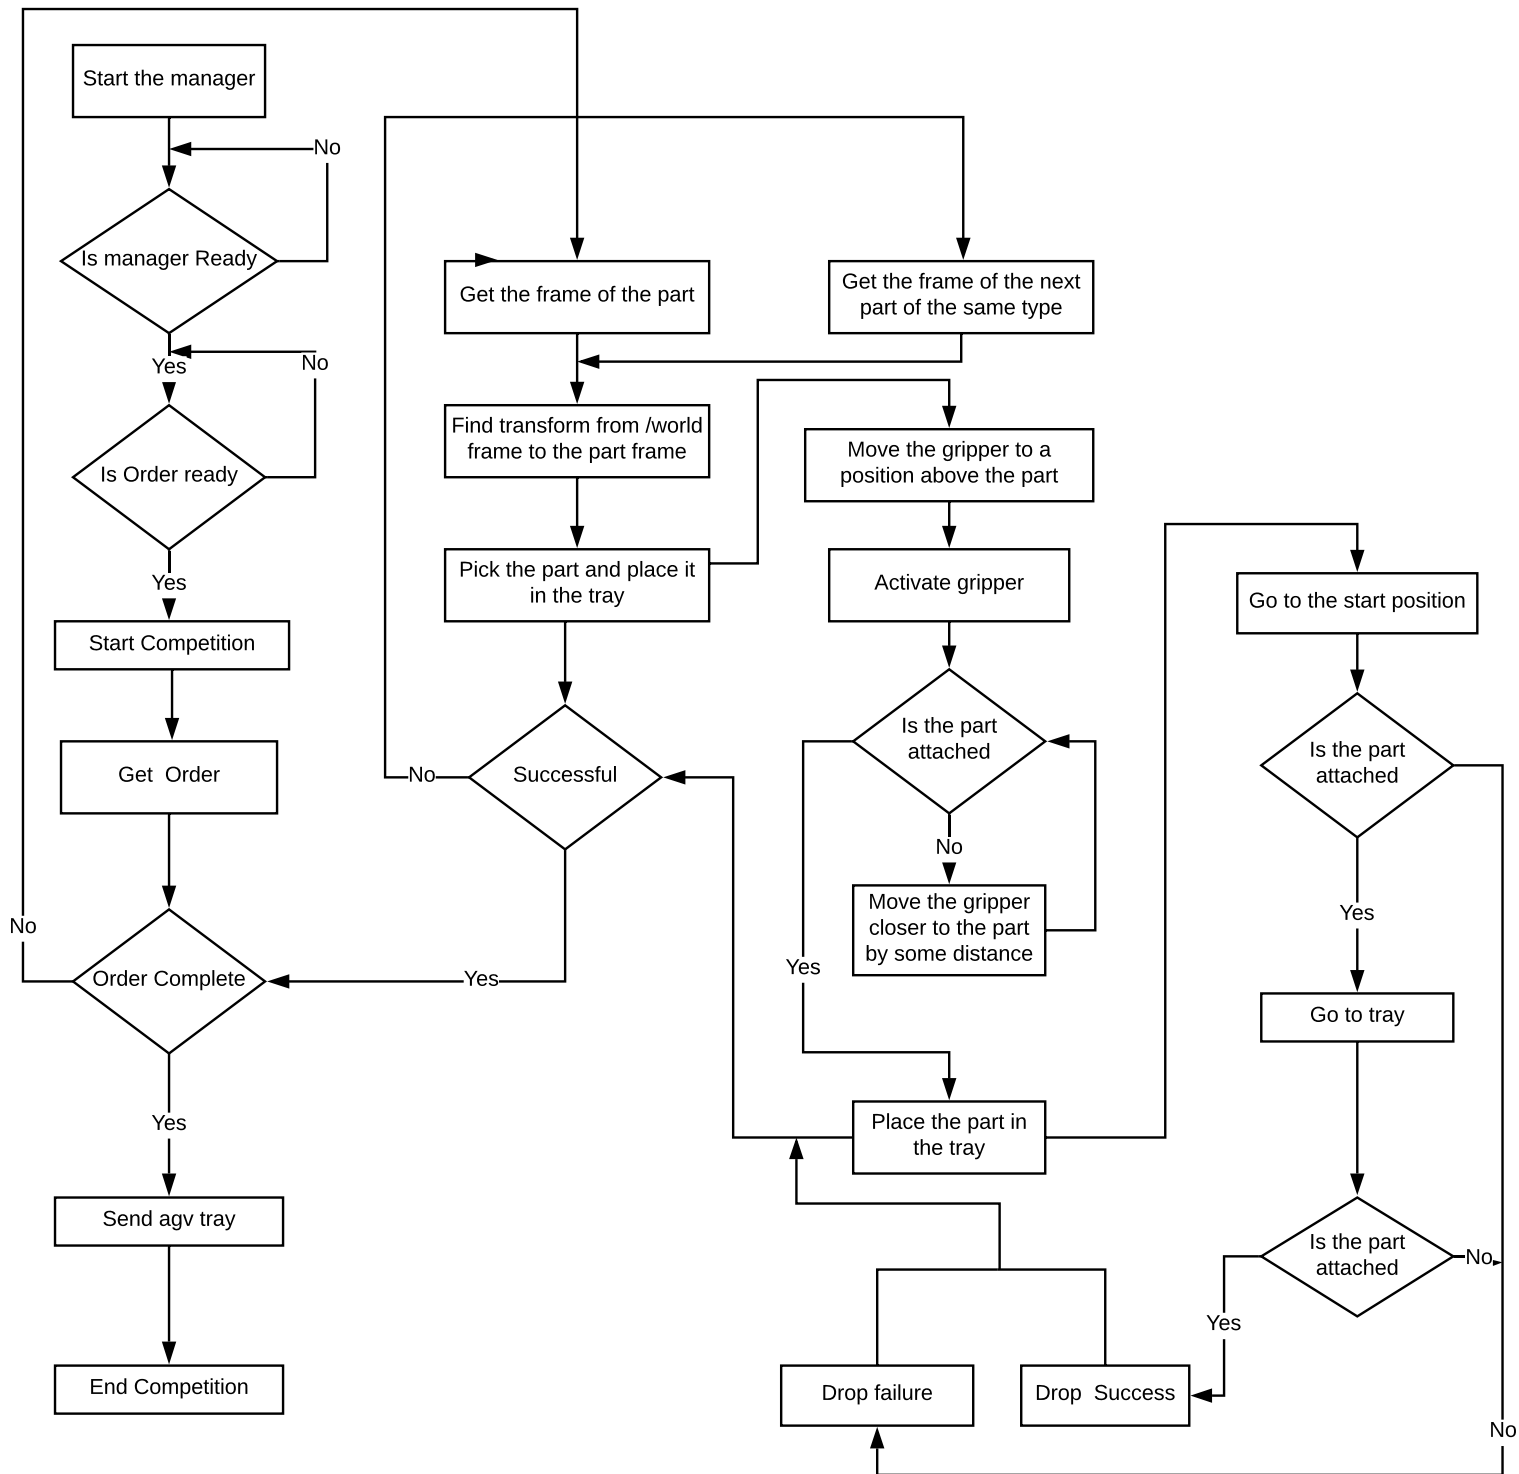 Start the manager
No
Is manager Ready
Yes
No
Is Order ready
Yes
Start Competition
Get  Order
No
Order Complete
Yes
Send agv tray
End Competition
Get the frame of the part
Find transform from /world
frame to the part frame
Pick the part and place it
in the tray
No
Successful
Yes
Get the frame of the next
part of the same type
Move the gripper to a
position above the part
Activate gripper
Is the part
attached
No
Move the gripper
closer to the part
by some distance
Yes
Place the part in
the tray
Drop failure
Drop  Success
Go to the start position
Is the part
attached
Yes
Go to tray
Is the part
attached
No
Yes
No